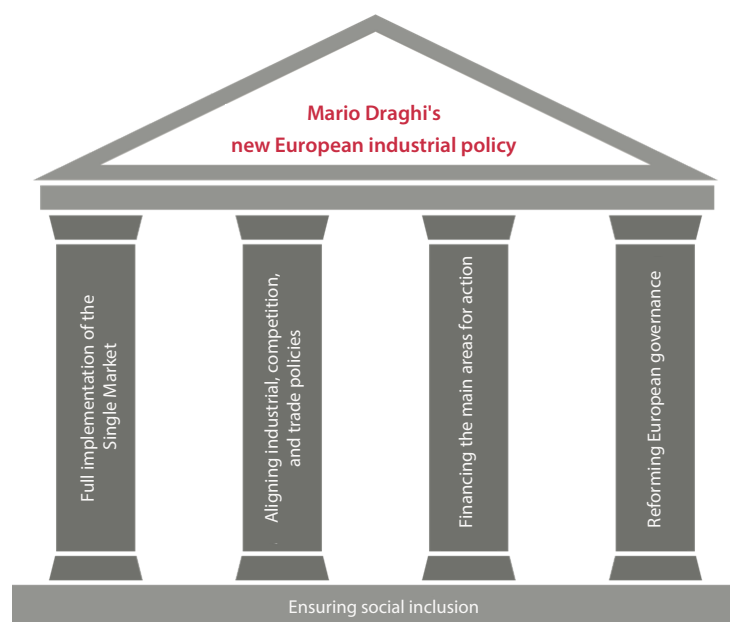 Mario Draghi's
new European industrial policy
Full implementation of the
Single Market
Aligning industrial, competition,
and trade policies
Financing the main areas for action
Reforming European governance
Ensuring social inclusion